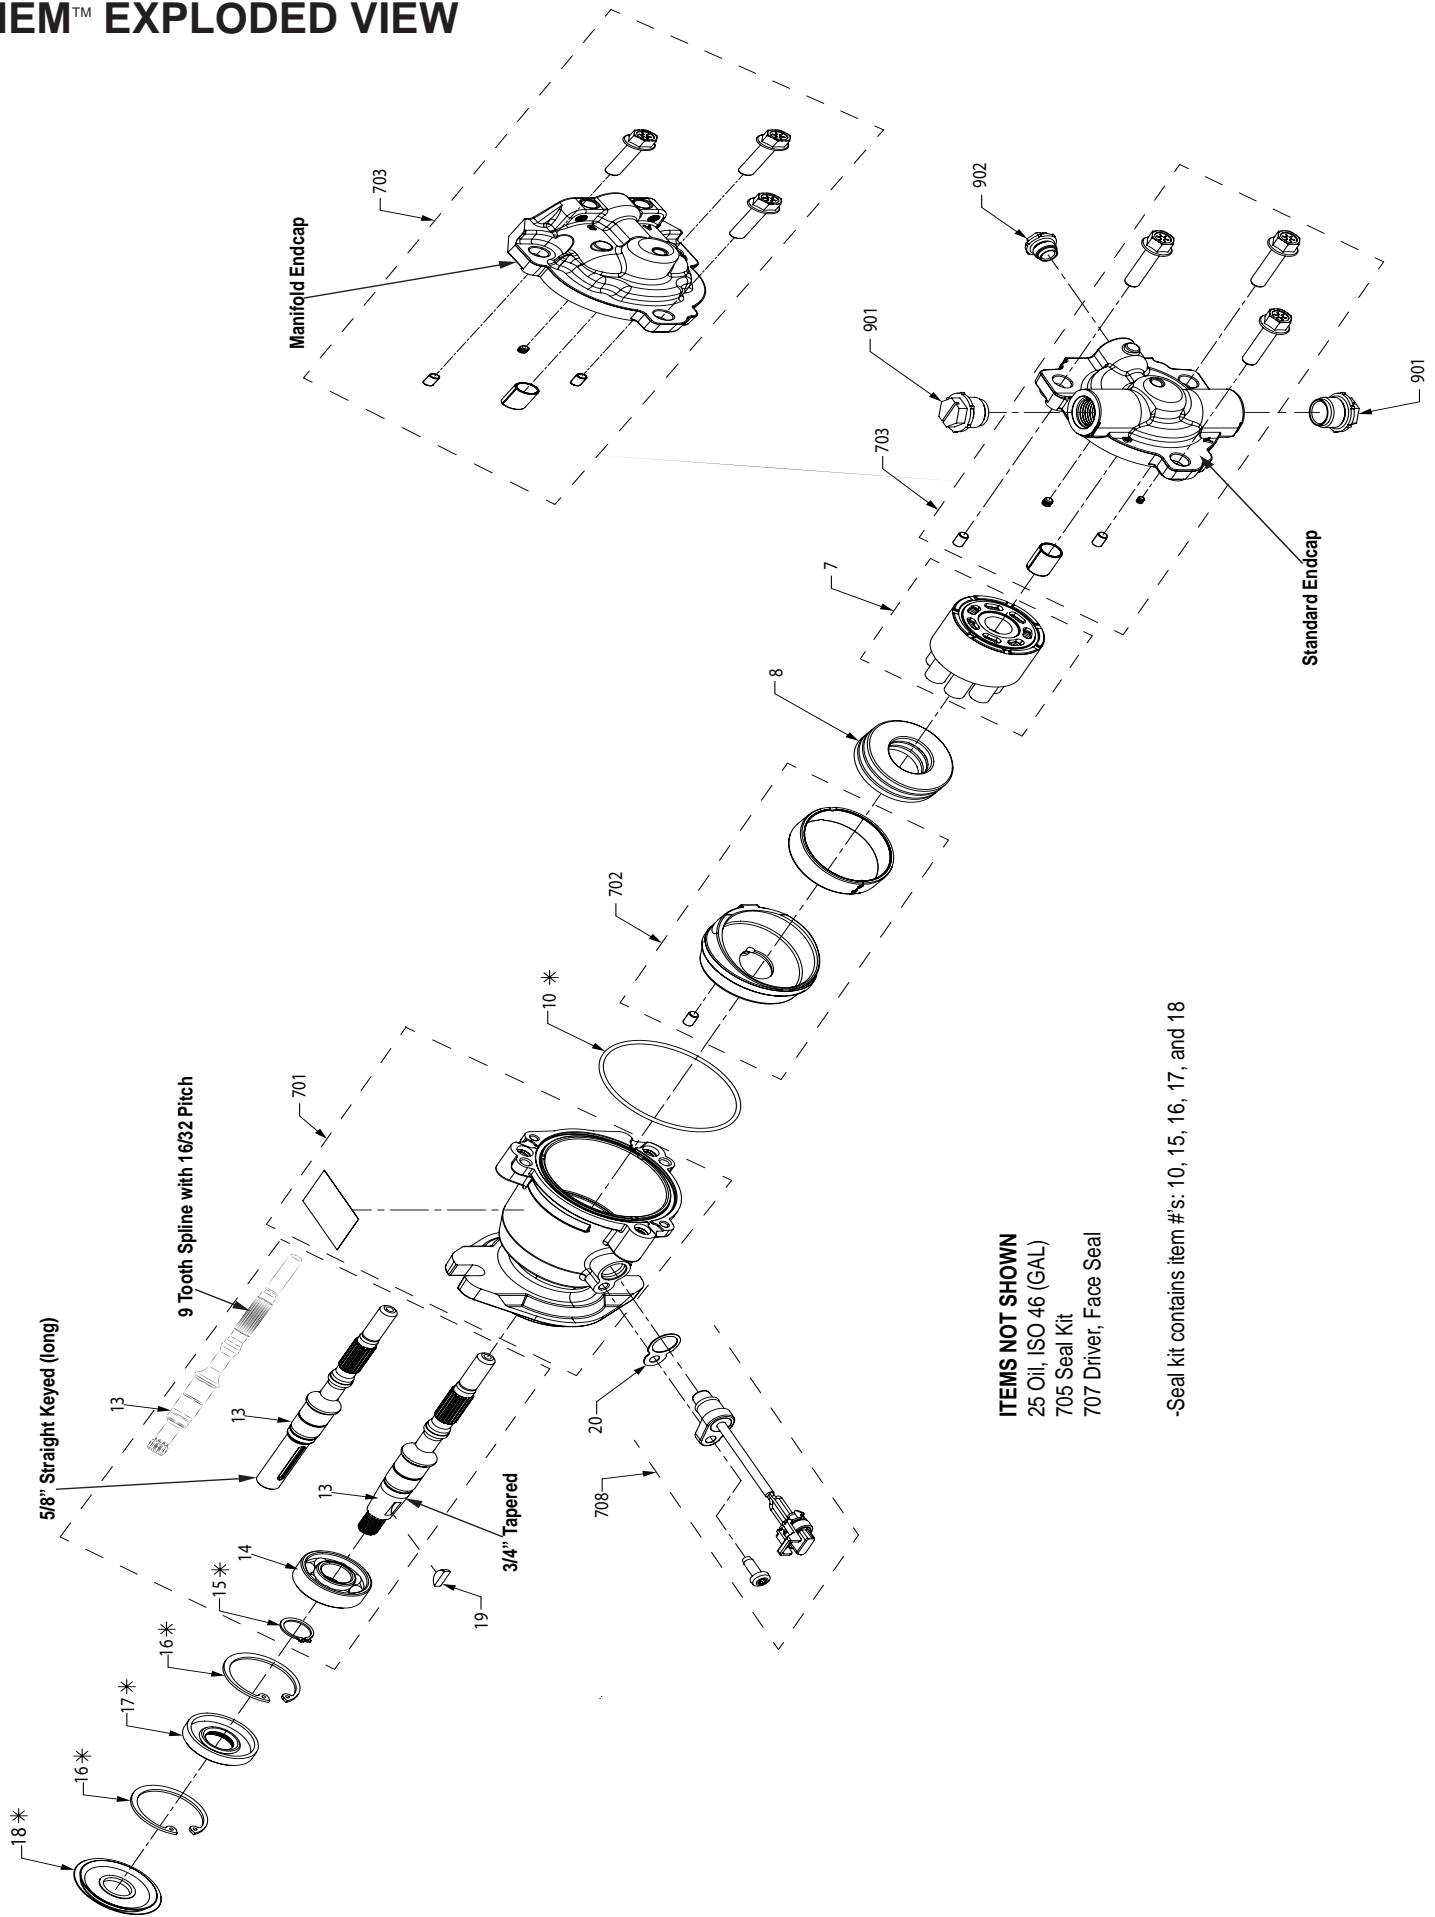 HEM™ EXPLODED VIEW
703
Manifold Endcap
902
901
901
703
7
Standard Endcap
8
702
10 ✳
701
9 Tooth Spline with 16/32 Pitch
5/8” Straight Keyed (long)
13
13
13
3/4” Tapered
20
708
14
15 ✳
19
16 ✳
17 ✳
16 ✳
18 ✳
ITEMS NOT SHOWN
25 Oil, ISO 46 (GAL)
705 Seal Kit
707 Driver, Face Seal
-Seal kit contains item #'s: 10, 15, 16, 17, and 18